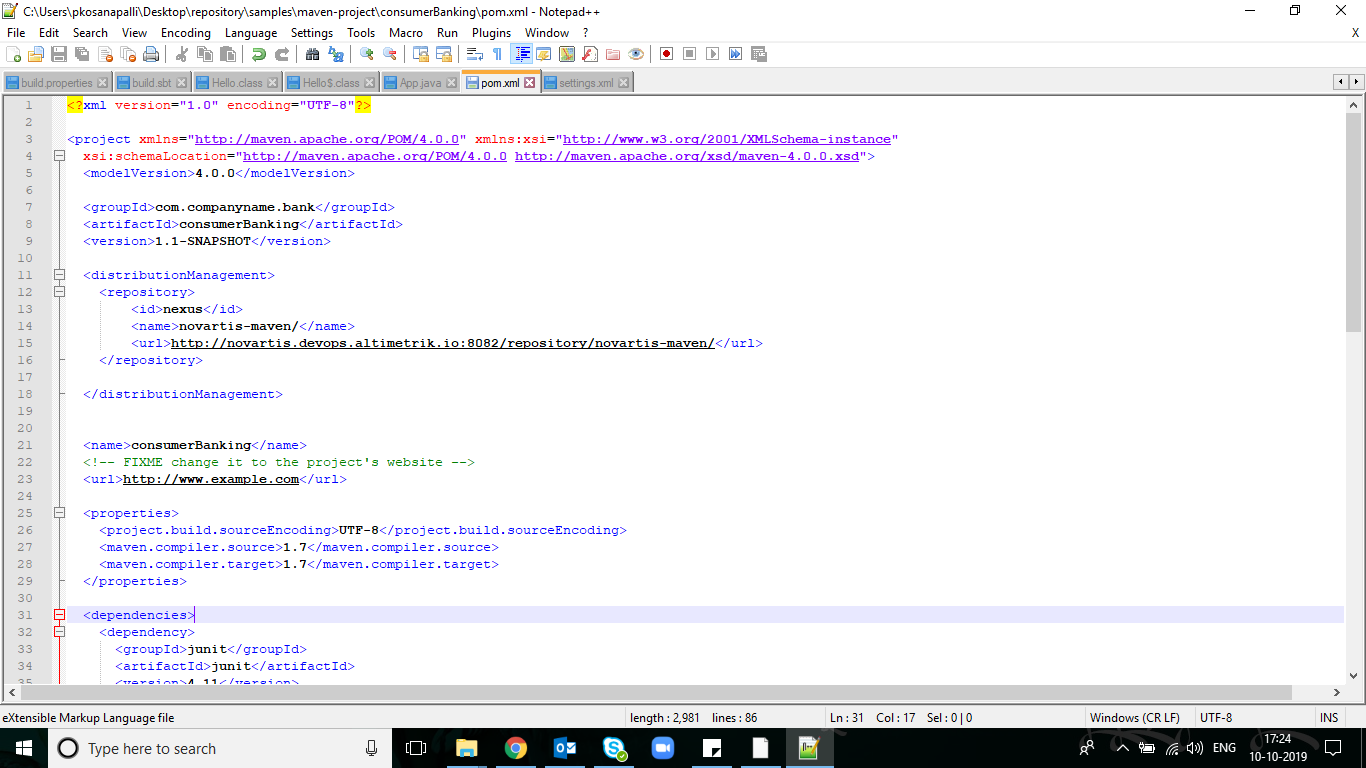 C:\Users\pkosanapalli\Desktop\repository\samples\maven-project\consumerBanking\pom.xml - Notepad++
File Edit Search View Encoding Language Settings Tools Macro Run Plugins Window ? X
build.properties build.sbt Hello.class Hello$.class App.java pom.xml settings.xml
1 <?xml version="1.0" encoding="UTF-8"?>
2
3 <project xmlns="http://maven.apache.org/POM/4.0.0" xmlns:xsi="http://www.w3.org/2001/XMLSchema-instance"
4 xsi:schemaLocation="http://maven.apache.org/POM/4.0.0 http://maven.apache.org/xsd/maven-4.0.0.xsd">
5 <modelVersion>4.0.0</modelVersion>
6
7 <groupId>com.companyname.bank</groupId>
8 <artifactId>consumerBanking</artifactId>
9 <version>1.1-SNAPSHOT</version>
10
11 <distributionManagement>
12 <repository>
13 <id>nexus</id>
14 <name>novartis-maven/</name>
15 <url>http://novartis.devops.altimetrik.io:8082/repository/novartis-maven/</url>
16 </repository>
17
18 </distributionManagement>
19
20
21 <name>consumerBanking</name>
22 <!-- FIXME change it to the project's website -->
23 <url>http://www.example.com</url>
24
25 <properties>
26 <project.build.sourceEncoding>UTF-8</project.build.sourceEncoding>
27 <maven.compiler.source>1.7</maven.compiler.source>
28 <maven.compiler.target>1.7</maven.compiler.target>
29 </properties>
30
31 <dependencies>
32 <dependency>
33 <groupId>junit</groupId>
34 <artifactId>junit</artifactId>
35 <version>4.11</version>
eXtensible Markup Language file length : 2,981 lines : 86 Ln : 31 Col : 17 Sel : 0 | 0 Windows (CR LF) UTF-8 INS
Type here to search ENG 17:24
10-10-2019